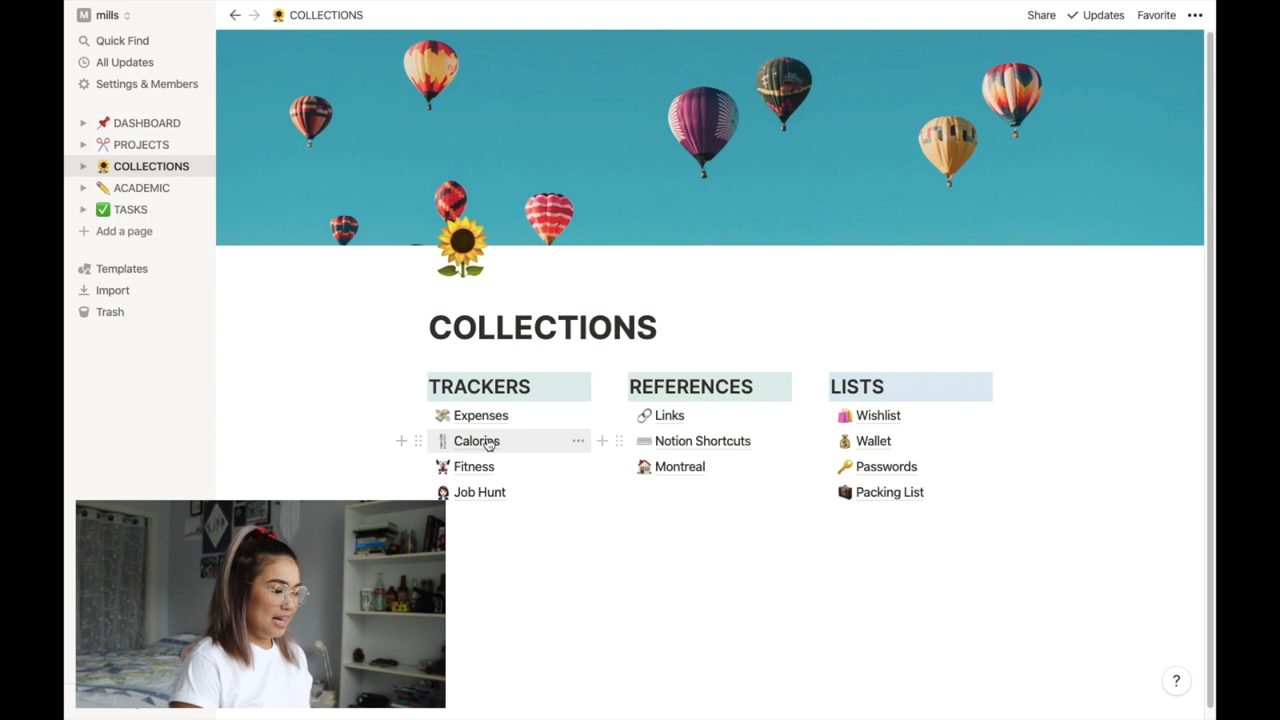 M mills
Quick Find
All Updates
Settings & Members
DASHBOARD
PROJECTS
COLLECTIONS
ACADEMIC
TASKS
Add a page
Templates
Import
Trash
COLLECTIONS
Share
Updates
Favorite
COLLECTIONS
TRACKERS
Expenses
Calories
Fitness
Job Hunt
REFERENCES
Links
Notion Shortcuts
Montreal
LISTS
Wishlist
Wallet
Passwords
Packing List
?